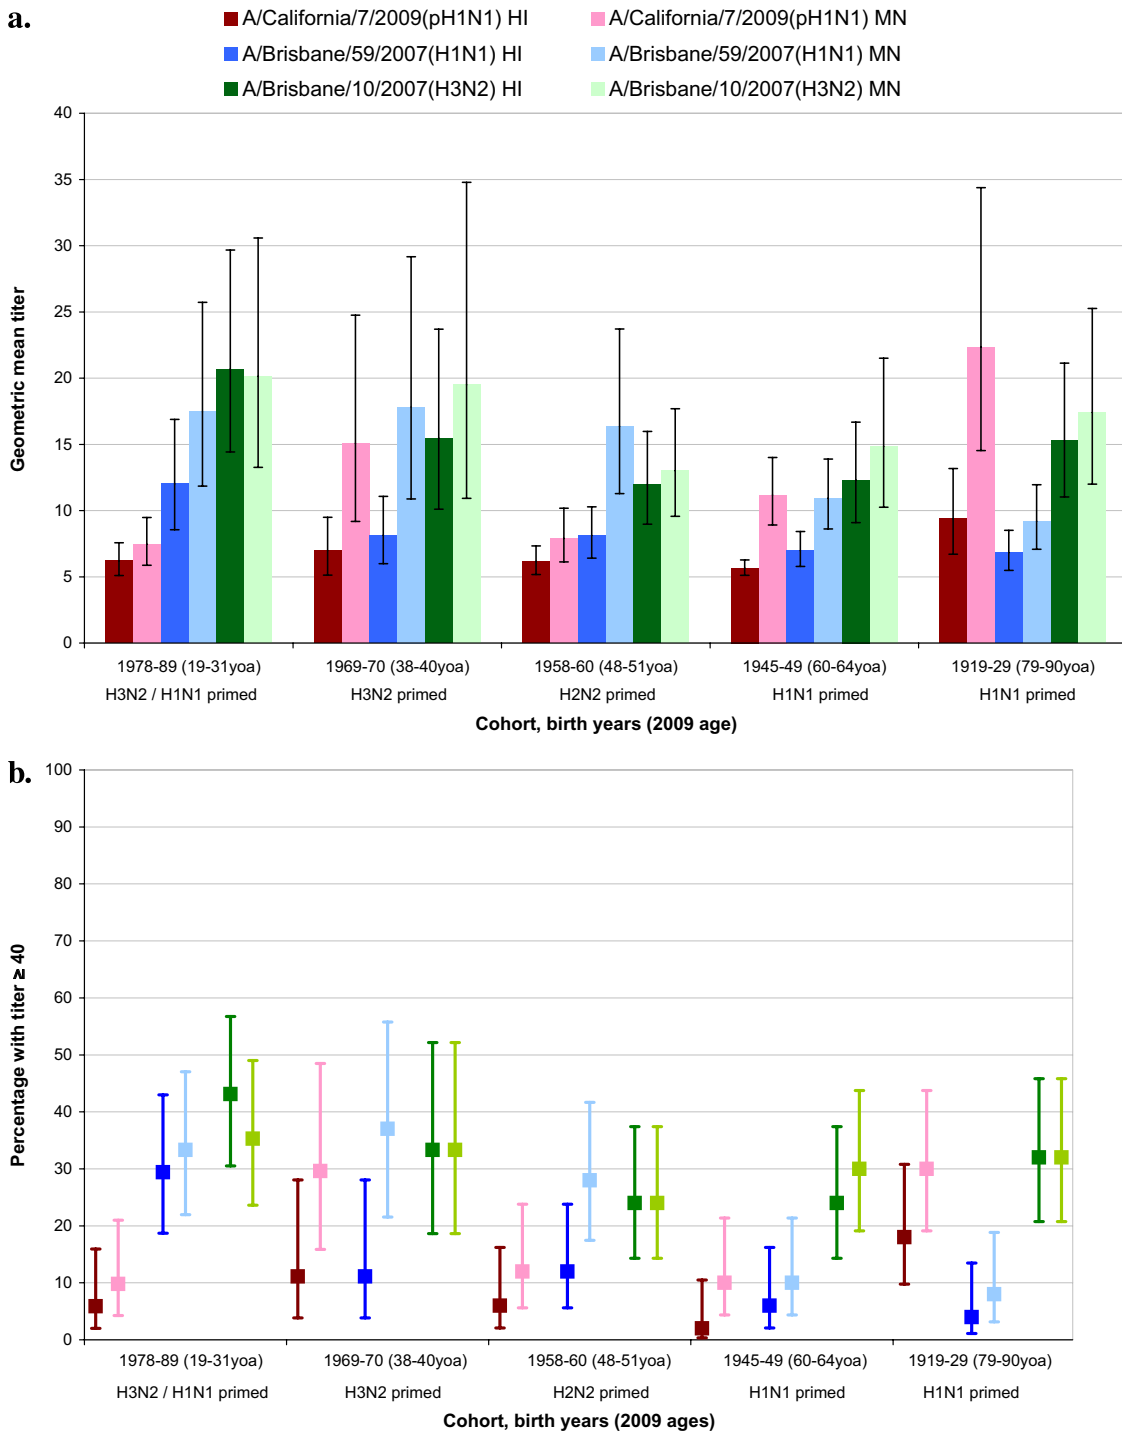 a.
A/California/7/2009(pH1N1) HI A/California/7/2009(pH1N1) MN
A/Brisbane/59/2007(H1N1) HI A/Brisbane/59/2007(H1N1) MN
A/Brisbane/10/2007(H3N2) HI A/Brisbane/10/2007(H3N2) MN
Geometric mean titer
40
35
30
25
20
15
10
5
0
1978-89 (19-31yoa) 1969-70 (38-40yoa) 1958-60 (48-51yoa) 1945-49 (60-64yoa) 1919-29 (79-90yoa)
H3N2 / H1N1 primed H3N2 primed H2N2 primed H1N1 primed H1N1 primed
Cohort, birth years (2009 age)
b.
Percentage with titer ≥ 40
100
90
80
70
60
50
40
30
20
10
0
1978-89 (19-31yoa) 1969-70 (38-40yoa) 1958-60 (48-51yoa) 1945-49 (60-64yoa) 1919-29 (79-90yoa)
H3N2 / H1N1 primed H3N2 primed H2N2 primed H1N1 primed H1N1 primed
Cohort, birth years (2009 ages)